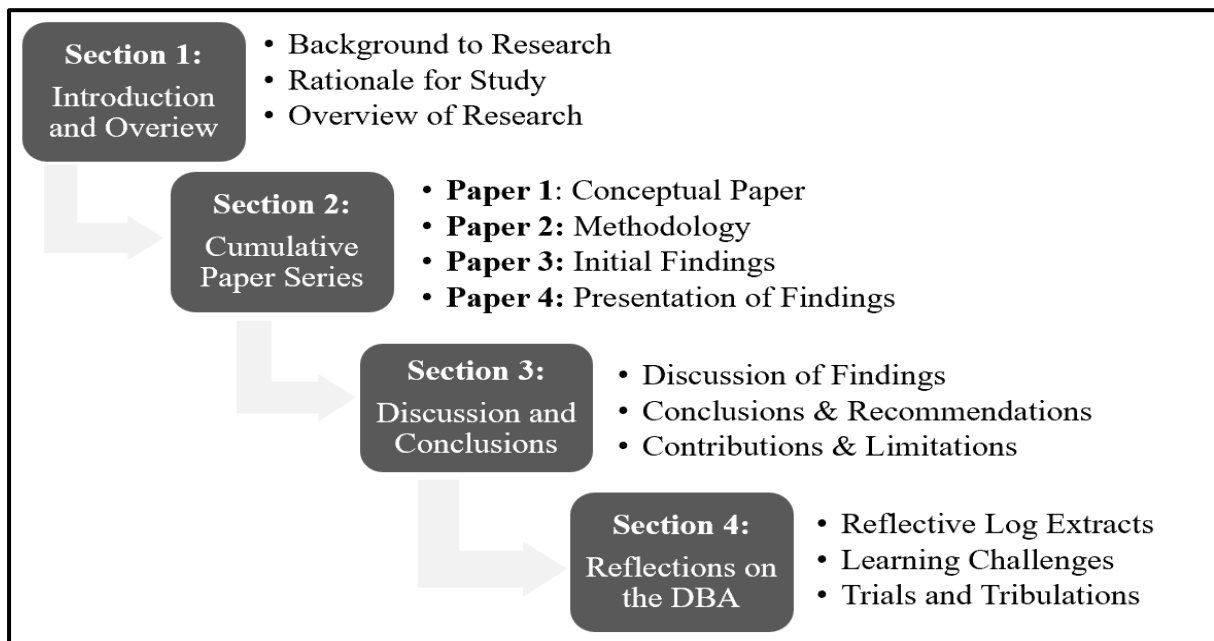 Section 1:
Introduction
and Overiew
• Background to Research
• Rationale for Study
• Overview of Research
Section 2:
Cumulative
Paper Series
• Paper 1: Conceptual Paper
• Paper 2: Methodology
• Paper 3: Initial Findings
• Paper 4: Presentation of Findings
Section 3:
Discussion and
Conclusions
• Discussion of Findings
• Conclusions & Recommendations
• Contributions & Limitations
Section 4:
Reflections on
the DBA
• Reflective Log Extracts
• Learning Challenges
• Trials and Tribulations